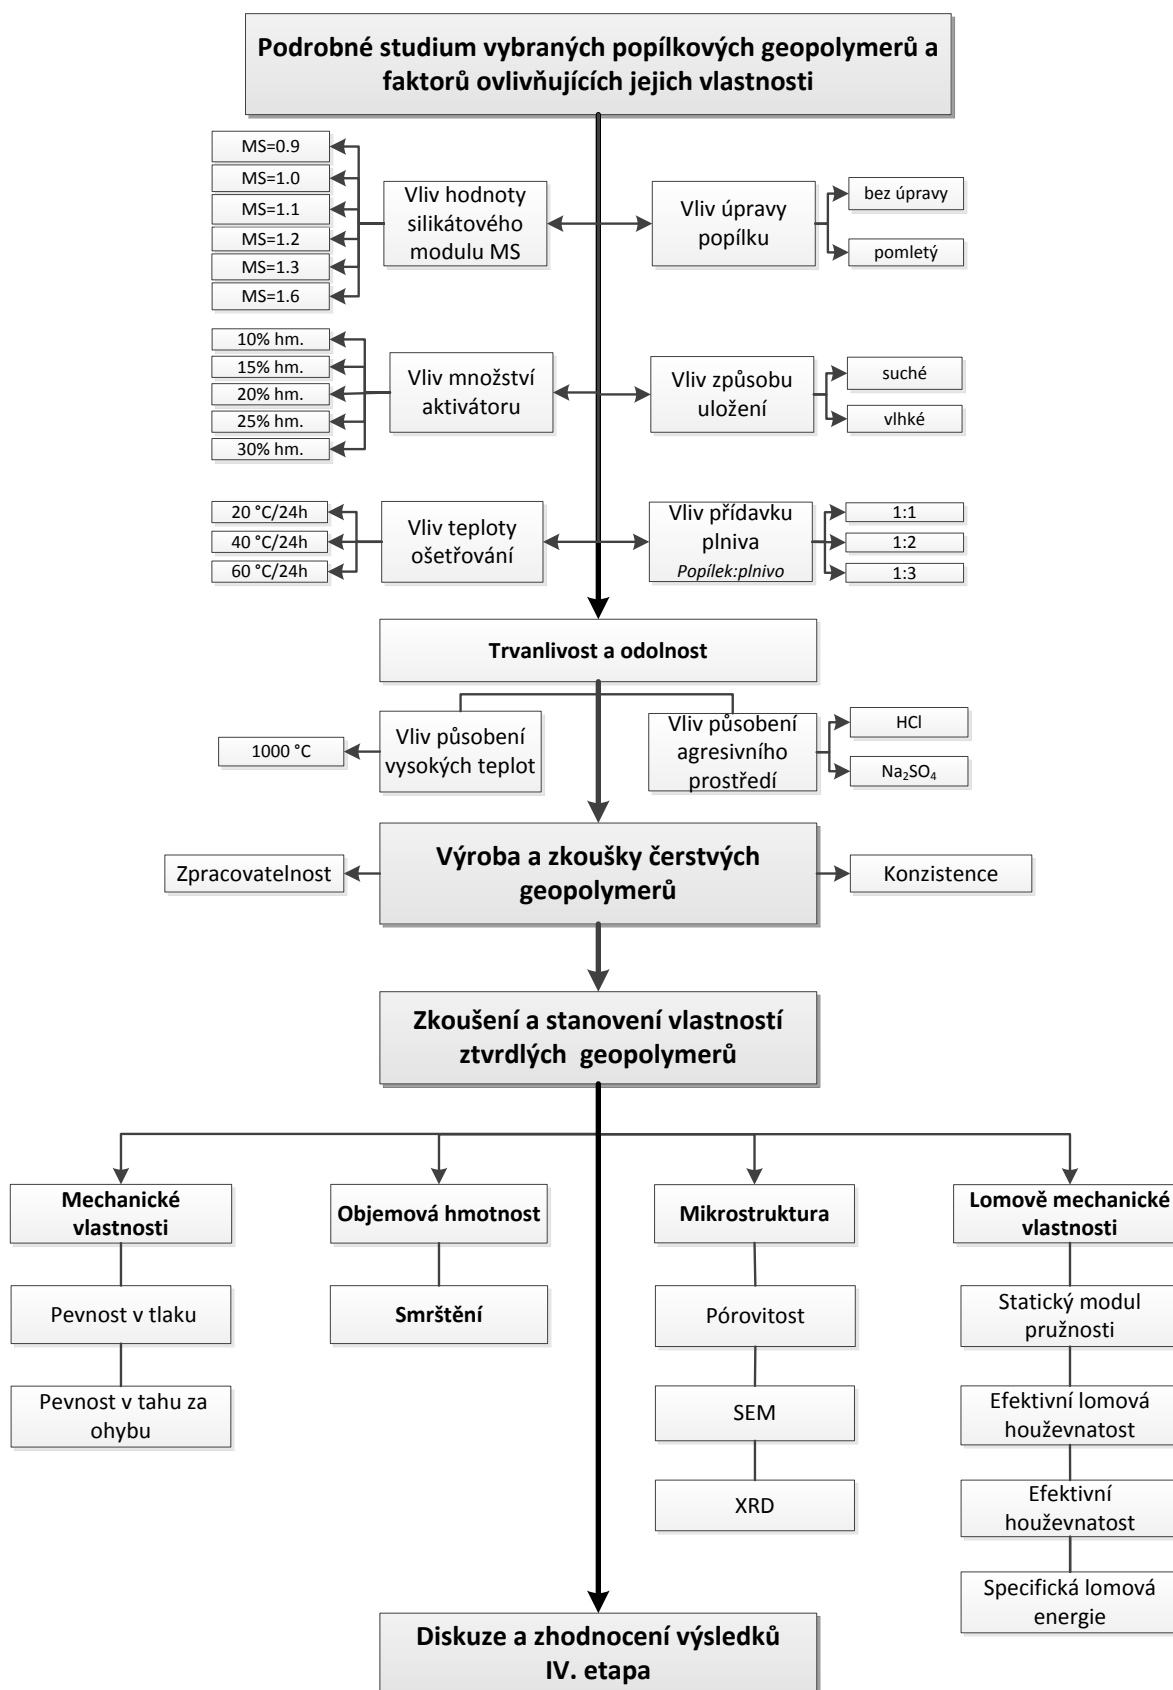 Podrobné studium vybraných popílkových geopolymerů a
faktorů ovlivňujících jejich vlastnosti
MS=0.9
MS=1.0
MS=1.1
MS=1.2
MS=1.3
MS=1.6
Vliv hodnoty
silikátového
modulu MS
Vliv úpravy
popílku
bez úpravy
pomletý
10% hm.
15% hm.
20% hm.
25% hm.
30% hm.
Vliv množství
aktivátoru
Vliv způsobu
uložení
suché
vlhké
20 °C/24h
40 °C/24h
60 °C/24h
Vliv teploty
ošetřování
Vliv přídavku
plniva
Popílek:plnivo
1:1
1:2
1:3
Trvanlivost a odolnost
1000 °C
Vliv působení
vysokých teplot
Vliv působení
agresivního
prostředí
HCl
Na₂SO₄
Zpracovatelnost
Výroba a zkoušky čerstvých
geopolymerů
Konzistence
Zkoušení a stanovení vlastností
ztvrdlých  geopolymerů
Mechanické
vlastnosti
Pevnost v tlaku
Pevnost v tahu za
ohybu
Objemová hmotnost
Smrštění
Mikrostruktura
Pórovitost
SEM
XRD
Lomově mechanické
vlastnosti
Statický modul
pružnosti
Efektivní lomová
houževnatost
Efektivní
houževnatost
Specifická lomová
energie
Diskuze a zhodnocení výsledků
IV. etapa